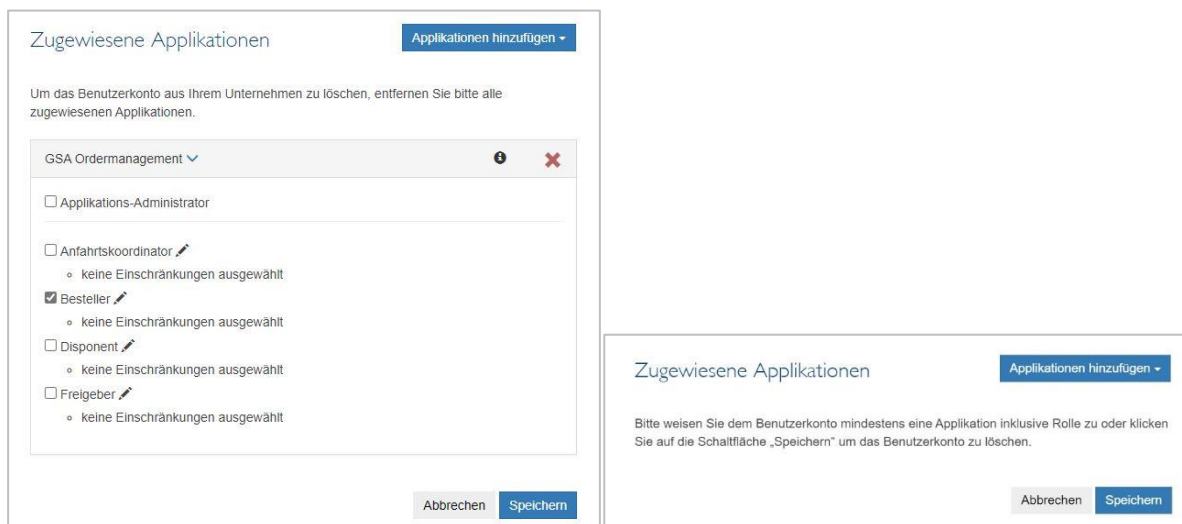 Zugewiesene Applikationen
Applikationen hinzufügen
Um das Benutzerkonto aus Ihrem Unternehmen zu löschen, entfernen Sie bitte alle
zugewiesenen Applikationen.
GSA Ordermanagement
Applikations-Administrator
Anfahrtskoordinator
keine Einschränkungen ausgewählt
Besteller
keine Einschränkungen ausgewählt
Disponent
keine Einschränkungen ausgewählt
Freigeber
keine Einschränkungen ausgewählt
Abbrechen
Speichern
Zugewiesene Applikationen
Applikationen hinzufügen
Bitte weisen Sie dem Benutzerkonto mindestens eine Applikation inklusive Rolle zu oder klicken
Sie auf die Schaltfläche „Speichern“ um das Benutzerkonto zu löschen.
Abbrechen
Speichern